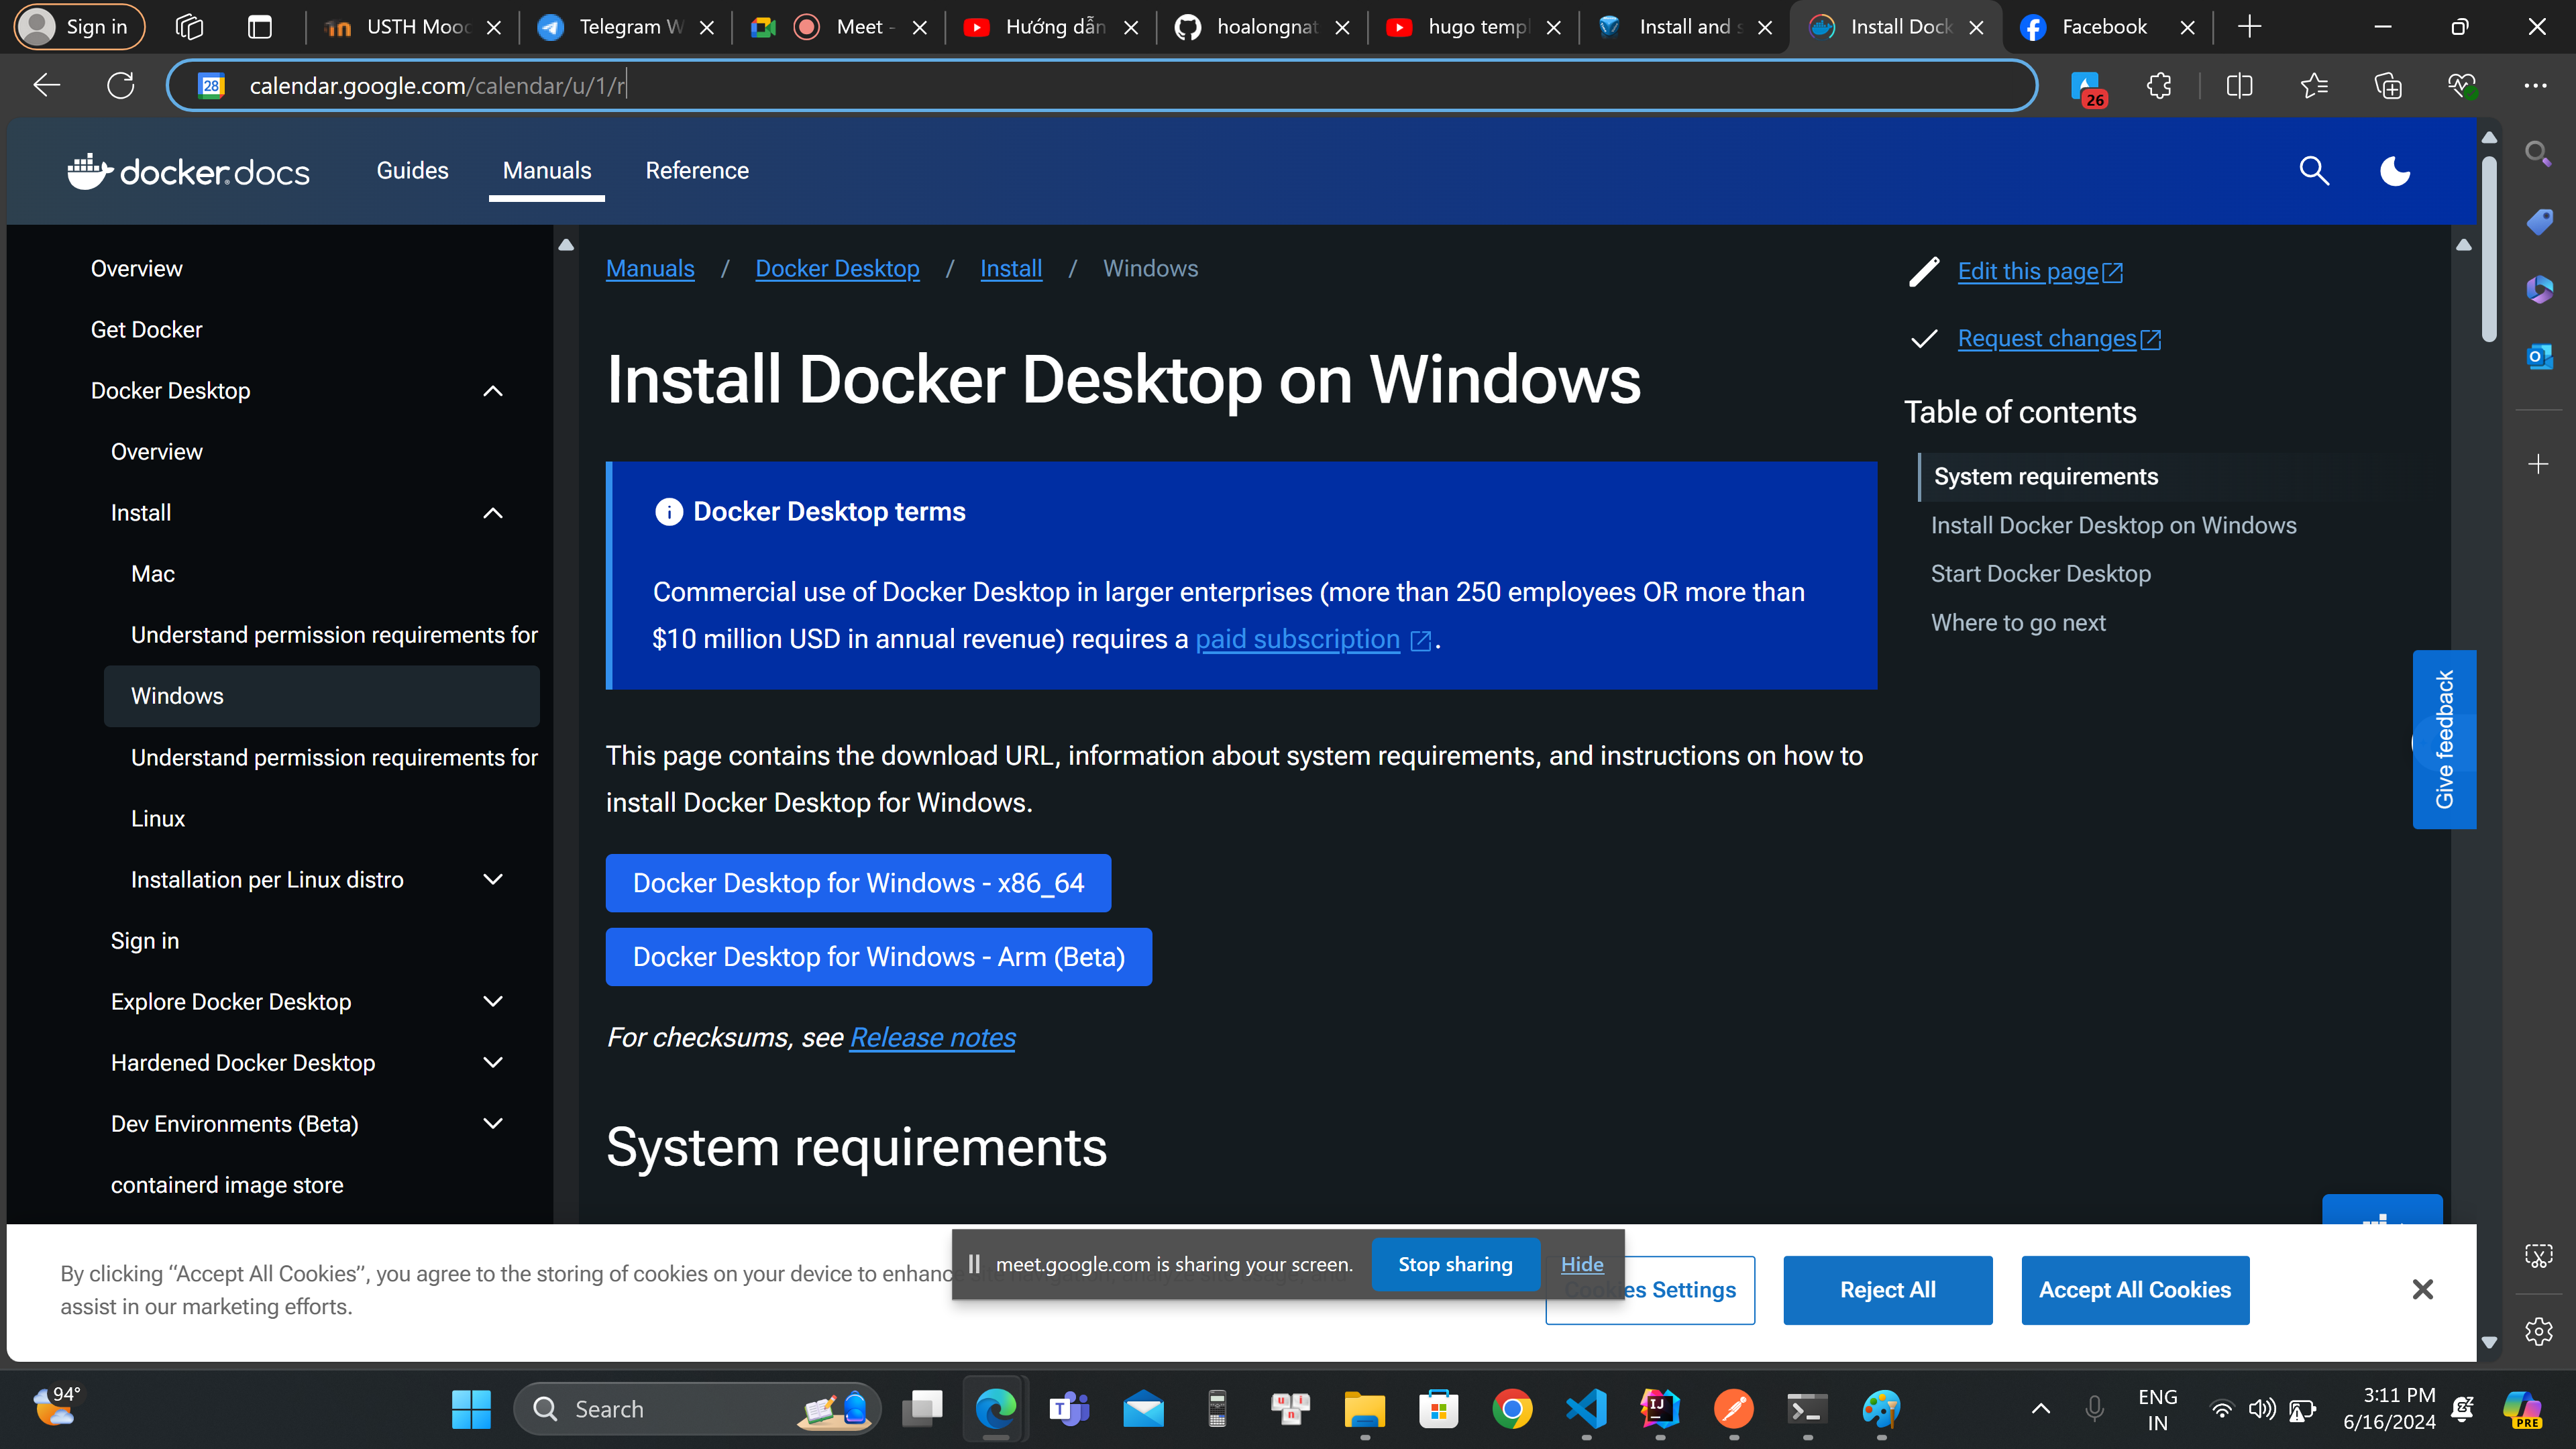 Sign in
USTH Mood
Telegram W
Meet -
Hướng dẫn
hoalongnat
hugo templ
Install and s
Install Dock
Facebook
calendar.google.com/calendar/u/1/r
26
docker.docs
Guides
Manuals
Reference
Overview
Get Docker
Docker Desktop
Overview
Install
Mac
Understand permission requirements for
Windows
Understand permission requirements for
Linux
Installation per Linux distro
Sign in
Explore Docker Desktop
Hardened Docker Desktop
Dev Environments (Beta)
containerd image store
Manuals / Docker Desktop / Install / Windows
Install Docker Desktop on Windows
Docker Desktop terms
Commercial use of Docker Desktop in larger enterprises (more than 250 employees OR more than
$10 million USD in annual revenue) requires a paid subscription .
This page contains the download URL, information about system requirements, and instructions on how to
install Docker Desktop for Windows.
Docker Desktop for Windows - x86_64
Docker Desktop for Windows - Arm (Beta)
For checksums, see Release notes
System requirements
Edit this page
Request changes
Table of contents
System requirements
Install Docker Desktop on Windows
Start Docker Desktop
Where to go next
Give feedback
By clicking “Accept All Cookies”, you agree to the storing of cookies on your device to enhance
assist in our marketing efforts.
meet.google.com is sharing your screen.
Stop sharing
Hide
Cookies Settings
Reject All
Accept All Cookies
94°
Search
ENG
IN
3:11 PM
6/16/2024
PRE